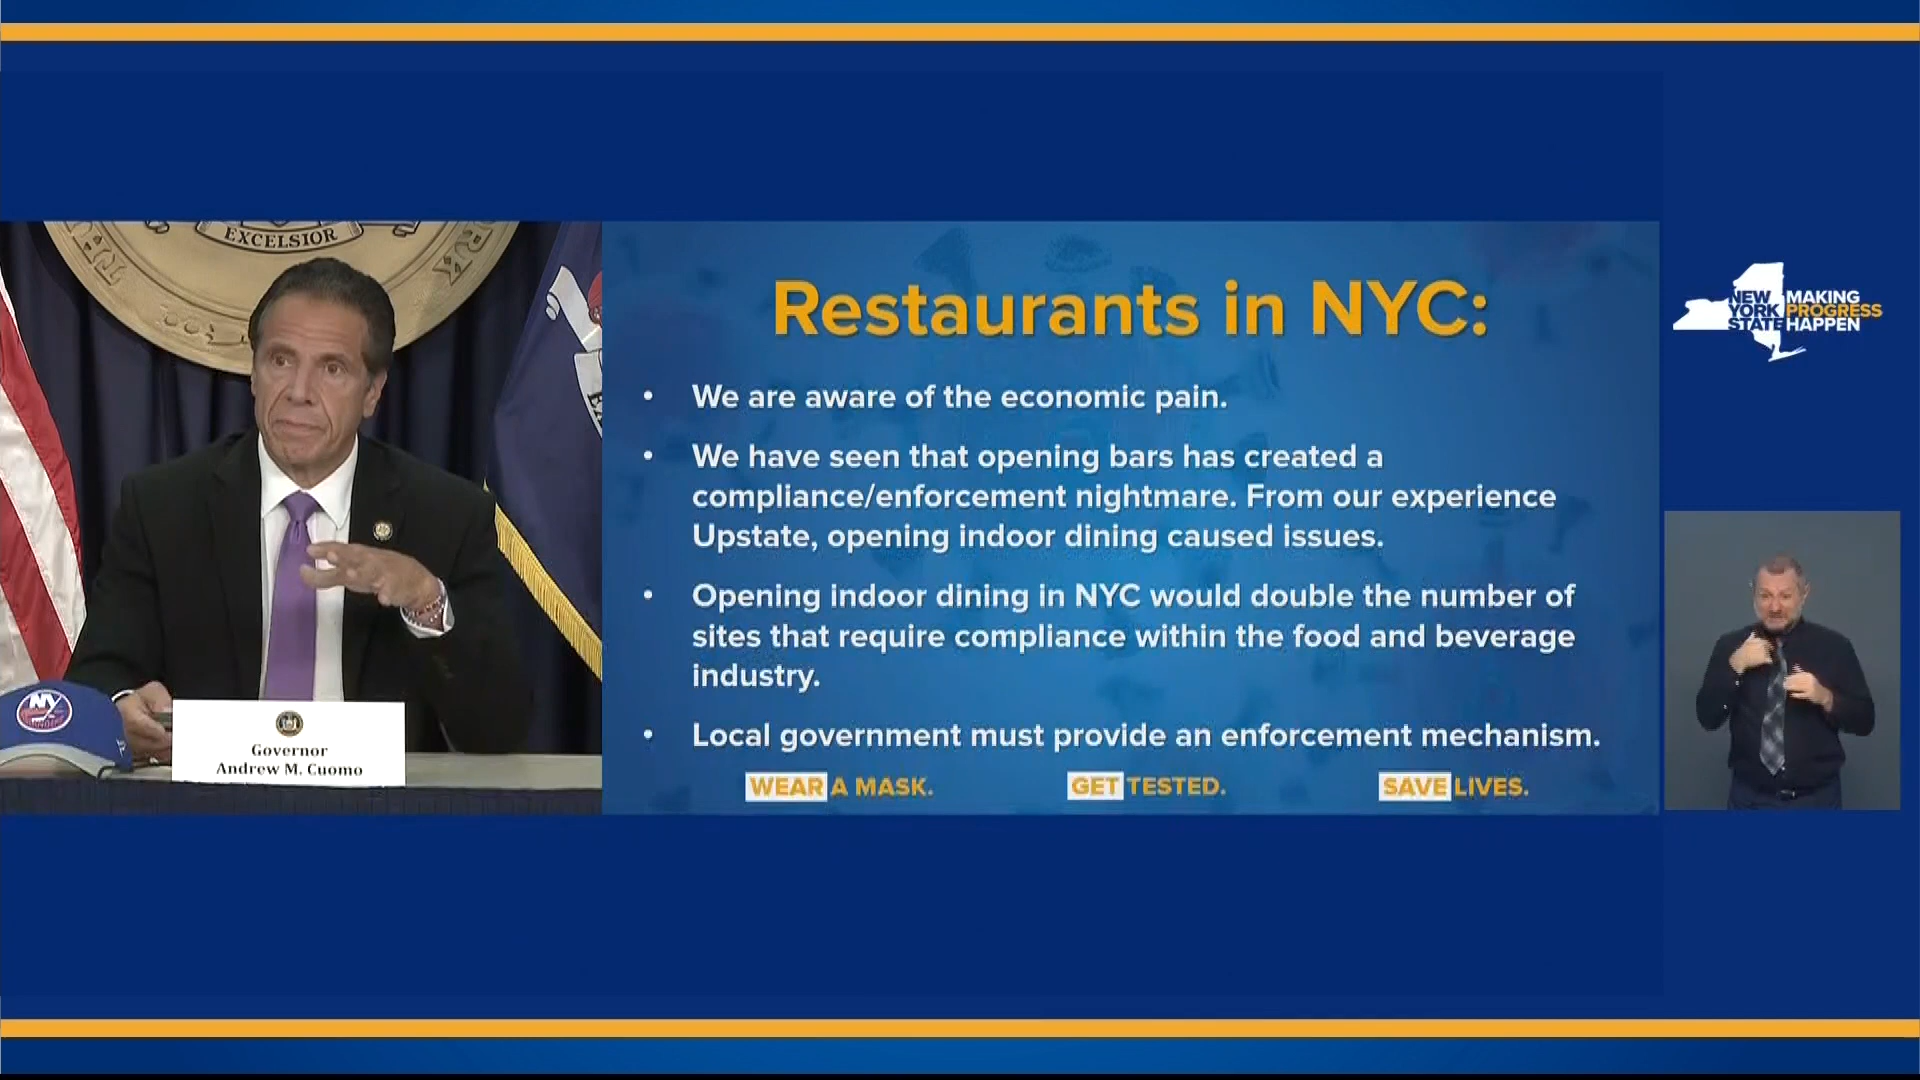 EXCELSIOR
NY
Governor
Andrew M. Cuomo
Restaurants in NYC:
• We are aware of the economic pain.
• We have seen that opening bars has created a
compliance/enforcement nightmare. From our experience
Upstate, opening indoor dining caused issues.
• Opening indoor dining in NYC would double the number of
sites that require compliance within the food and beverage
industry.
• Local government must provide an enforcement mechanism.
WEAR A MASK. GET TESTED. SAVE LIVES.
NEW YORK STATE
MAKING PROGRESS HAPPEN